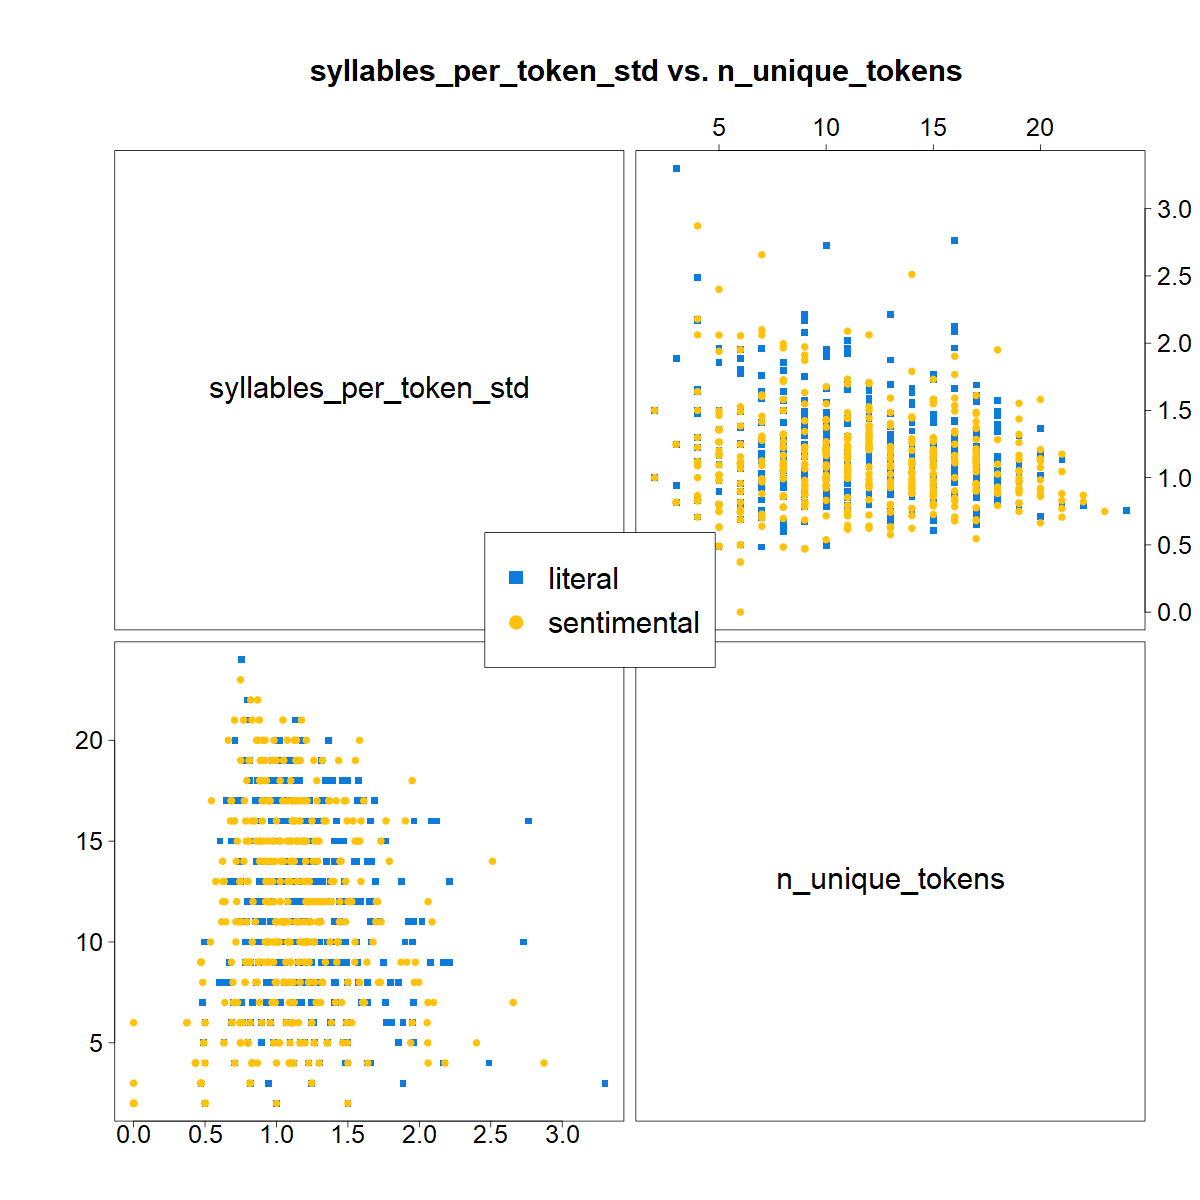 syllables_per_token_std vs. n_unique_tokens
5 10 15 20
syllables_per_token_std
3.0
2.5
2.0
1.5
1.0
0.5
0.0
literal
sentimental
20
15
10
5
n_unique_tokens
0.0 0.5 1.0 1.5 2.0 2.5 3.0